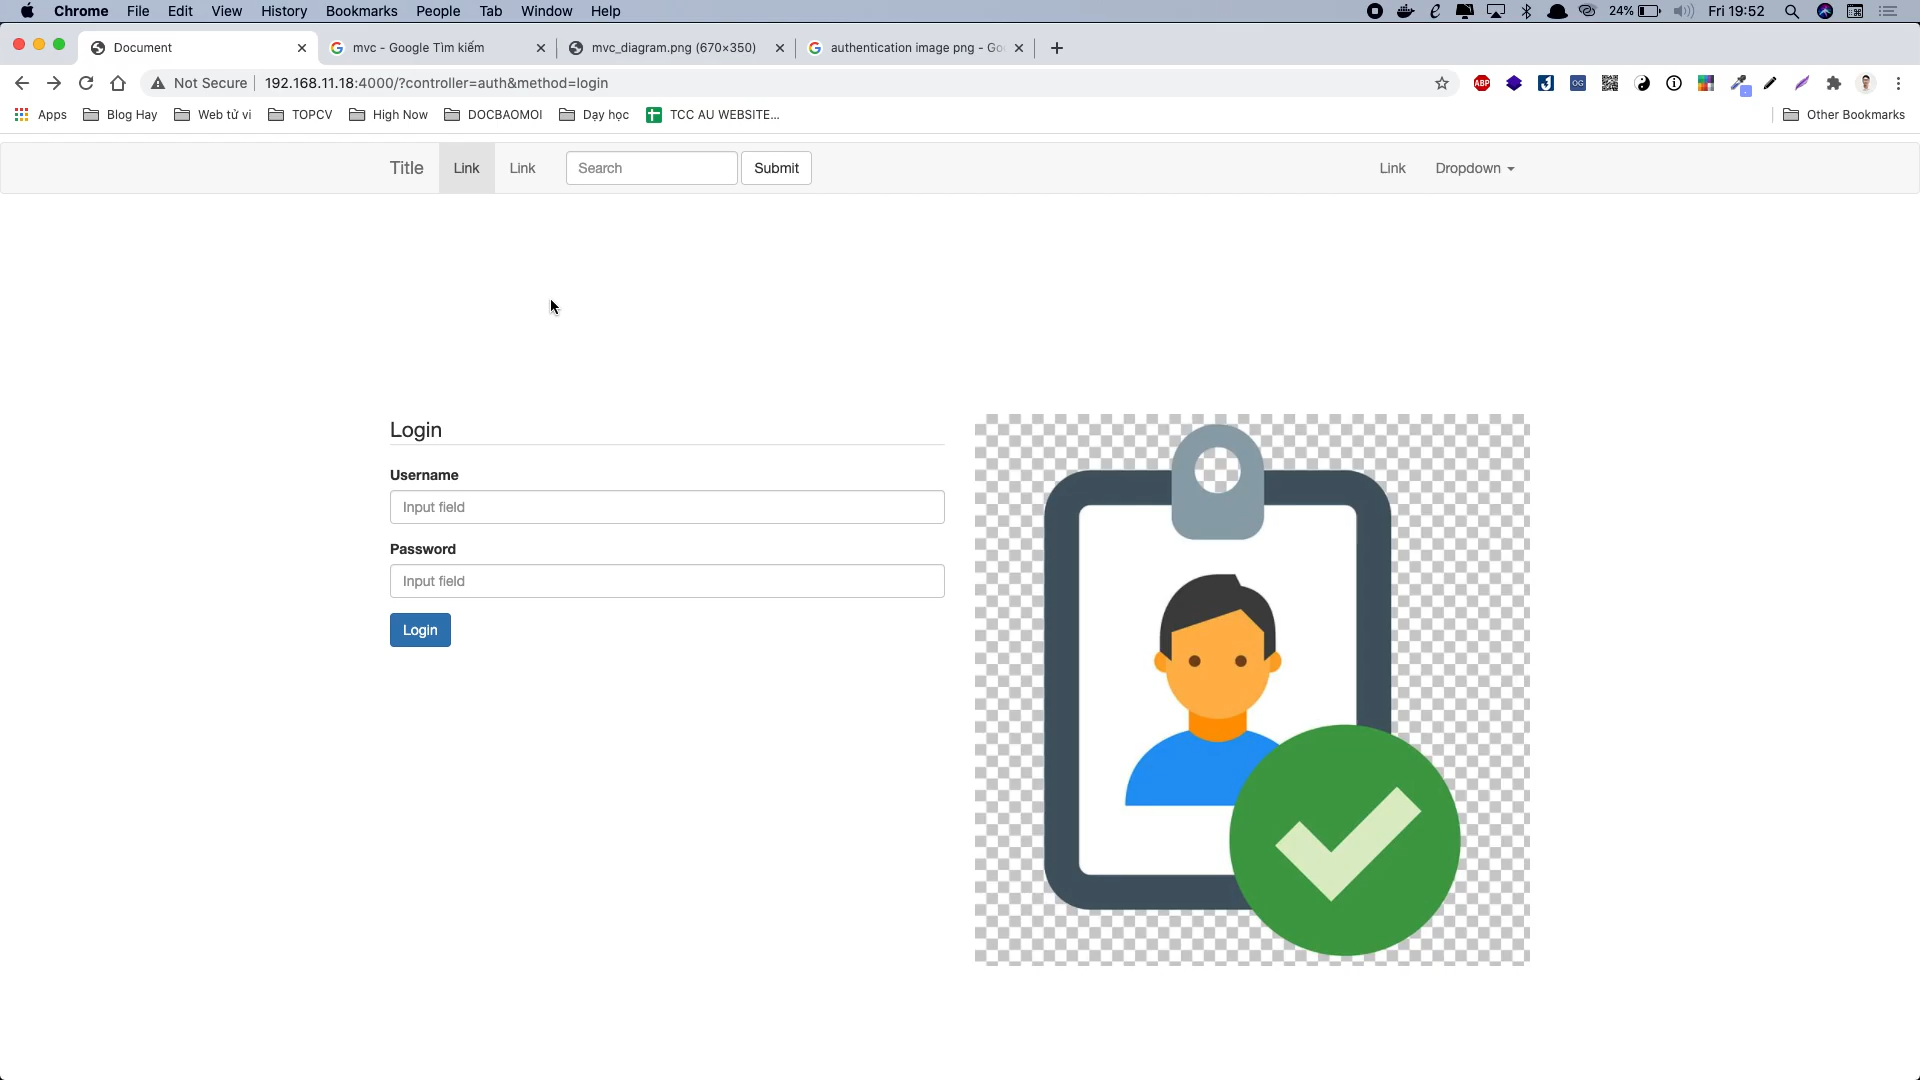 Chrome File Edit View History Bookmarks People Tab Window Help 24% Fri 19:52
Document mvc - Google Tìm kiếm mvc_diagram.png (670×350) authentication image png - Go
Not Secure 192.168.11.18:4000/?controller=auth&method=login ABP OG
Apps Blog Hay Web tử vi TOPCV High Now DOCBAOMOI Dạy học TCC AU WEBSITE... Other Bookmarks
Title Link Link Search Submit Link Dropdown
Login
Username
Input field
Password
Input field
Login